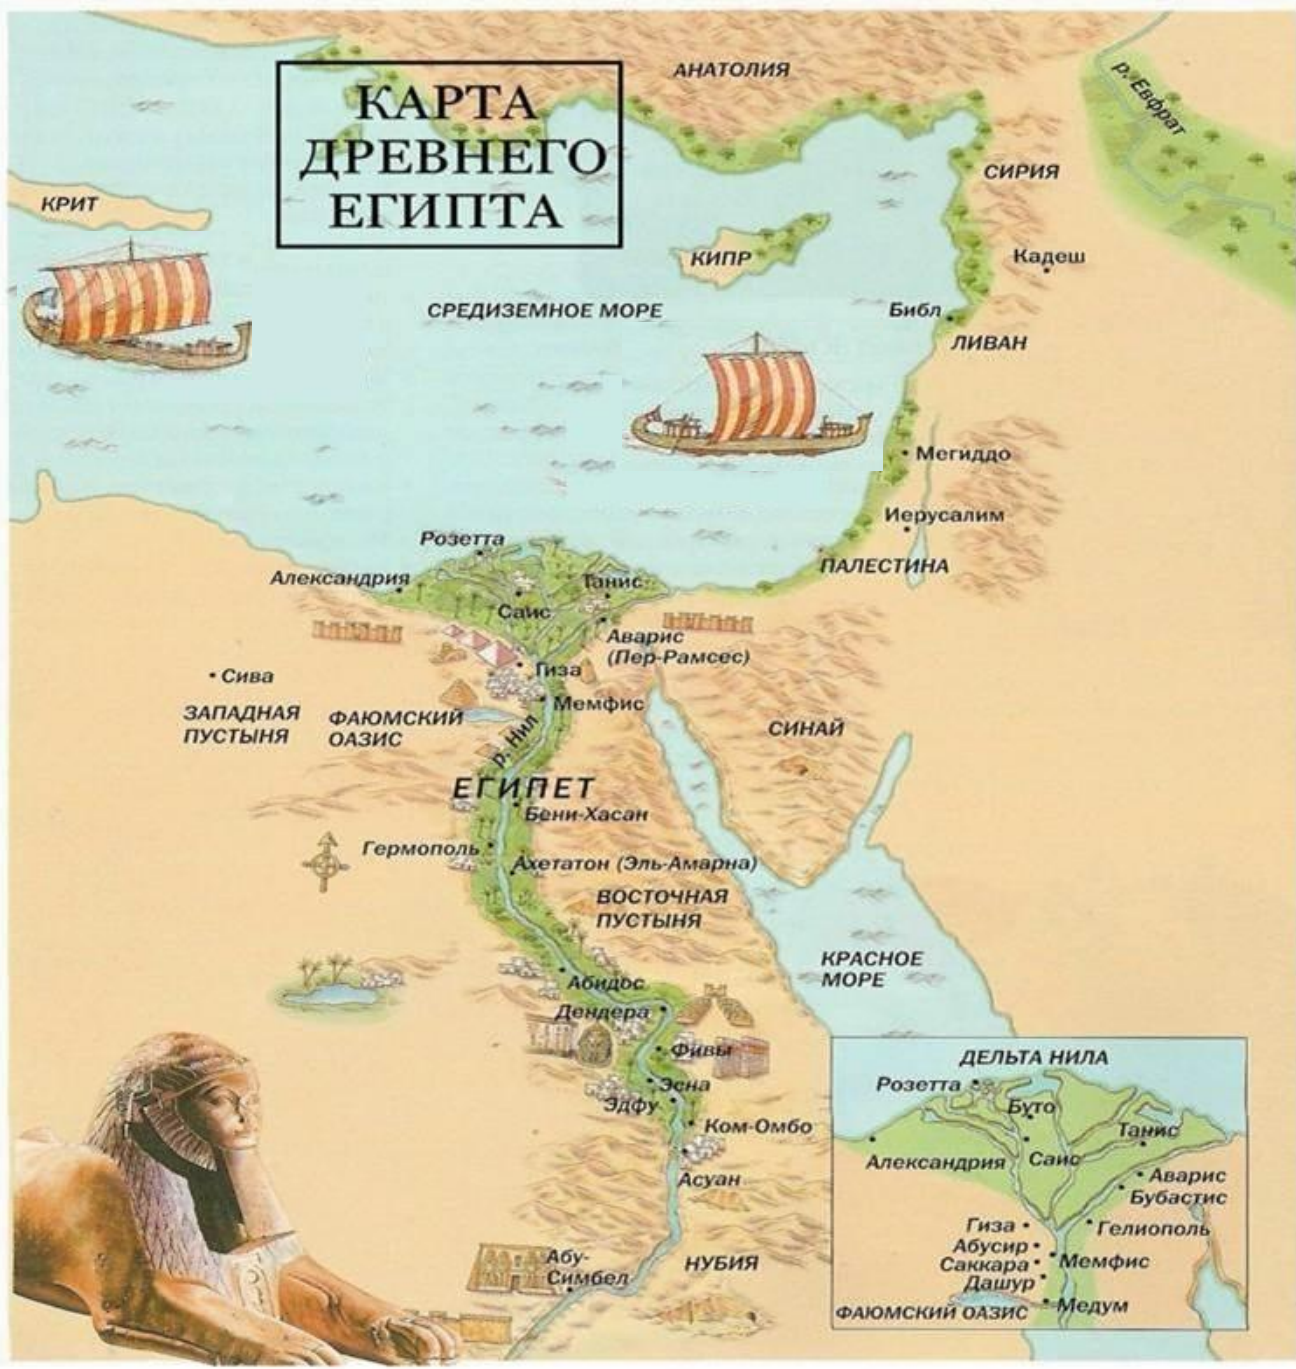 КАРТА
ДРЕВНЕГО
ЕГИПТА
АНАТОЛИЯ
р. Евфрат
СИРИЯ
КРИТ
КИПР
Кадеш
СРЕДИЗЕМНОЕ МОРЕ
Библ
ЛИВАН
Мегиддо
Иерусалим
ПАЛЕСТИНА
Розетта
Александрия
Танис
Саис
Аварис
(Пер-Рамсес)
Гиза
Сива
Мемфис
ЗАПАДНАЯ
ПУСТЫНЯ
ФАЮМСКИЙ
ОАЗИС
р. Нил
СИНАЙ
ЕГИПЕТ
Бени-Хасан
Гермополь
Ахетатон (Эль-Амарна)
ВОСТОЧНАЯ
ПУСТЫНЯ
КРАСНОЕ
МОРЕ
Абидос
Дендера
Фивы
Эсна
Эдфу
Ком-Омбо
Асуан
Абу-
Симбел
НУБИЯ
ДЕЛЬТА НИЛА
Розетта
Буто
Танис
Александрия
Саис
Аварис
Бубастис
Гиза
Гелиополь
Абусир
Саккара
Мемфис
Дашур
ФАЮМСКИЙ ОАЗИС
Медум